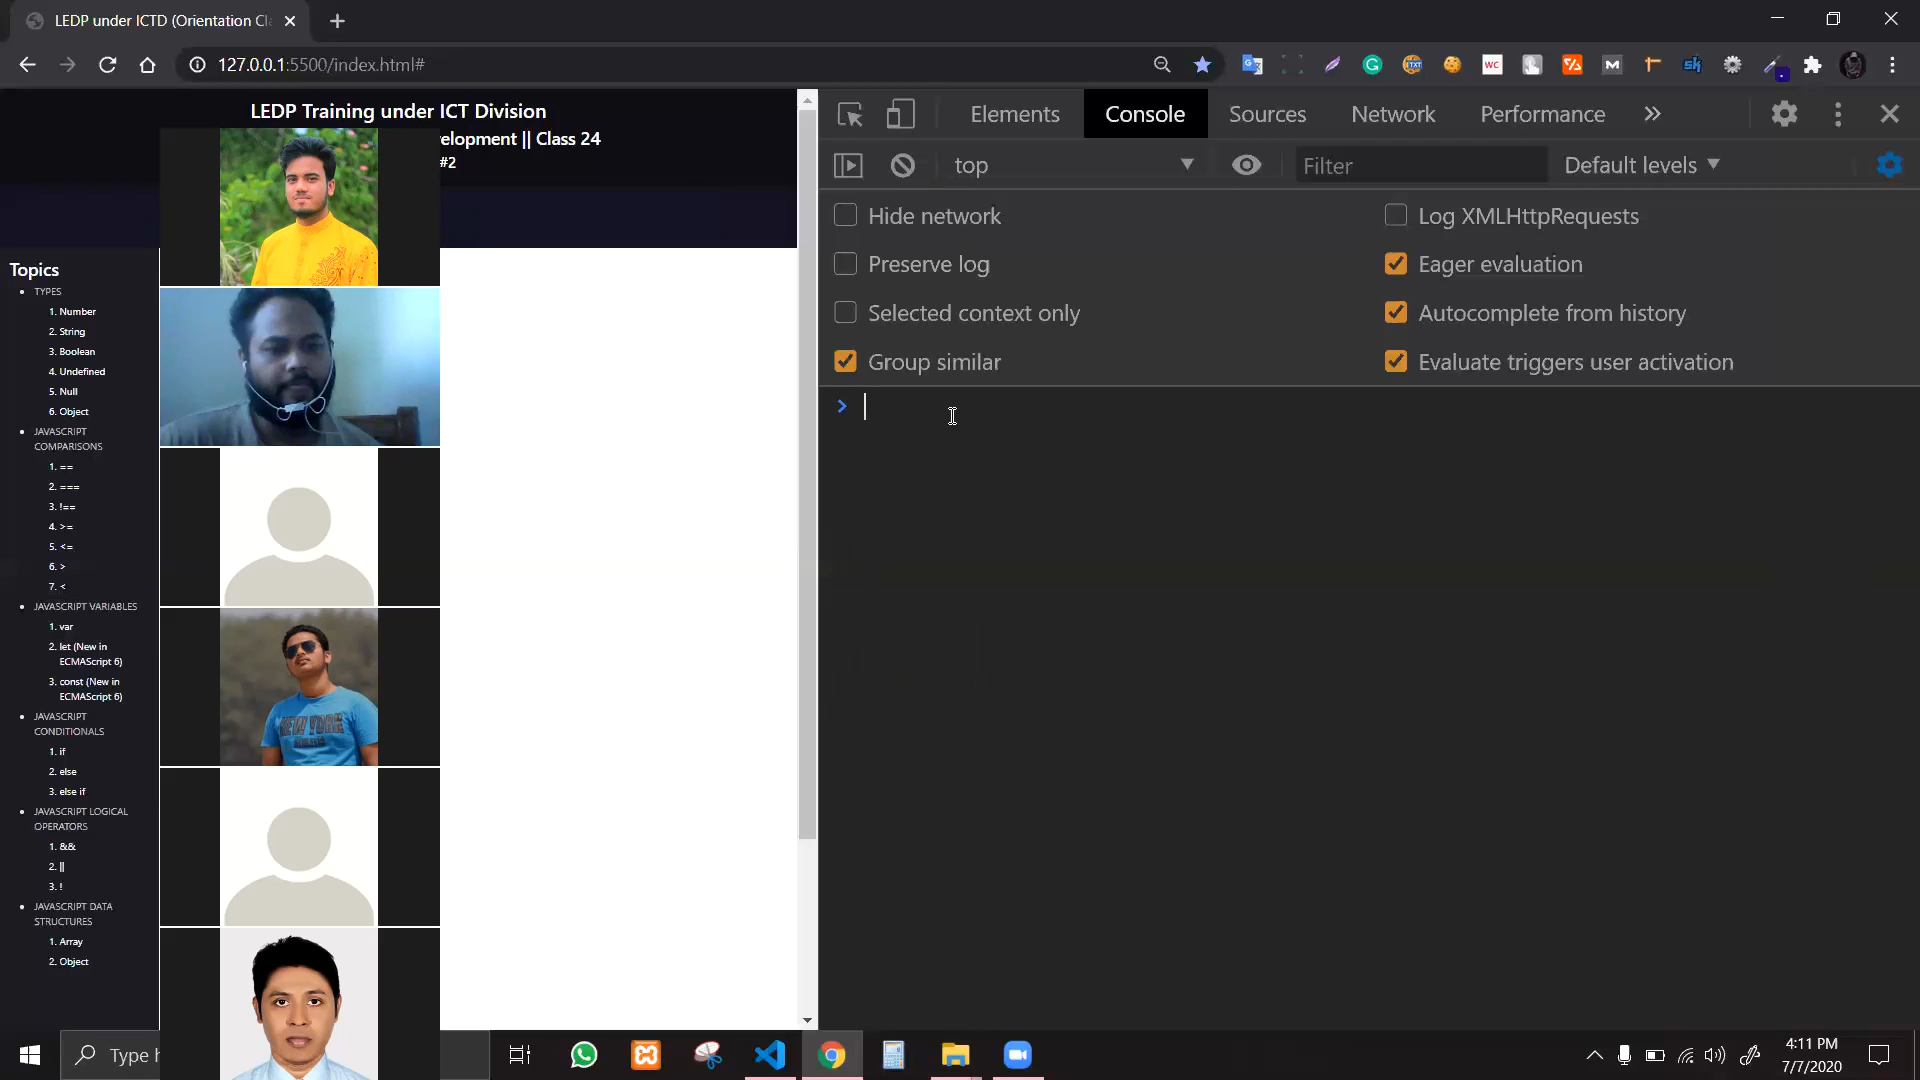 LEDP under ICTD (Orientation Cl
127.0.0.1:5500/index.html#
TXT
WC
M
sk
LEDP Training under ICT Division
elopment || Class 24
#2
Topics
TYPES
1. Number
2. String
3. Boolean
4. Undefined
5. Null
6. Object
JAVASCRIPT
COMPARISONS
1. ==
2. ===
3. !==
4. >=
5. <=
6. >
7. <
JAVASCRIPT VARIABLES
1. var
2. let (New in
ECMAScript 6)
3. const (New in
ECMAScript 6)
JAVASCRIPT
CONDITIONALS
1. if
2. else
3. else if
JAVASCRIPT LOGICAL
OPERATORS
1. &&
2. ||
3. !
JAVASCRIPT DATA
STRUCTURES
1. Array
2. Object
NEW YORK
Elements
Console
Sources
Network
Performance
top
Filter
Default levels
Hide network
Log XMLHttpRequests
Preserve log
Eager evaluation
Selected context only
Autocomplete from history
Group similar
Evaluate triggers user activation
Type h
4:11 PM
7/7/2020